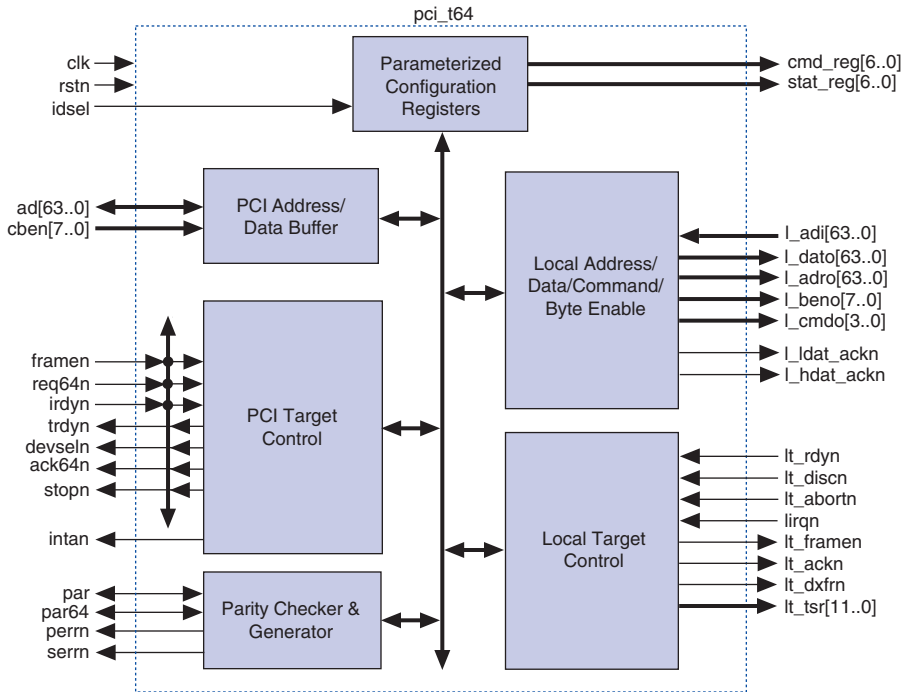 pci_t64
clk
rstn
idsel
Parameterized
Configuration
Registers
cmd_reg[6..0]
stat_reg[6..0]
ad[63..0]
cben[7..0]
PCI Address/
Data Buffer
Local Address/
Data/Command/
Byte Enable
l_adi[63..0]
l_dato[63..0]
l_adro[63..0]
l_beno[7..0]
l_cmdo[3..0]
l_ldat_ackn
l_hdat_ackn
framen
req64n
irdyn
trdyn
devseln
ack64n
stopn
intan
PCI Target
Control
Local Target
Control
lt_rdyn
lt_discn
lt_abortn
lirqn
lt_framen
lt_ackn
lt_dxfrn
lt_tsr[11..0]
par
par64
perrn
serrn
Parity Checker &
Generator